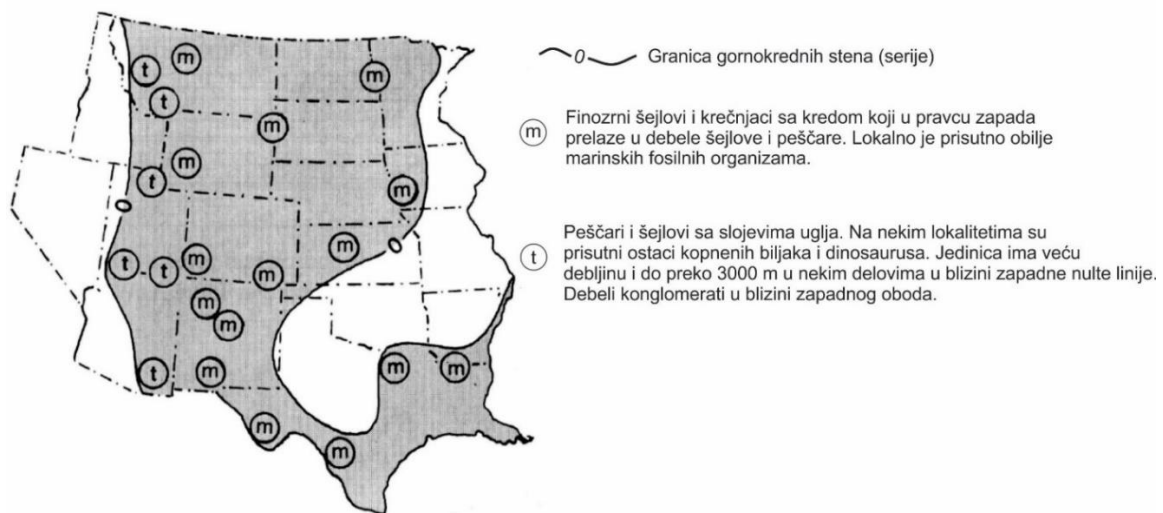 0 Granica gornokrednih stena (serije)
m Finozrni šejlovi i krečnjaci sa kredom koji u pravcu zapada
prelaze u debele šejlove i peščare. Lokalno je prisutno obilje
marinskih fosilnih organizama.
t Peščari i šejlovi sa slojevima uglja. Na nekim lokalitetima su
prisutni ostaci kopnenih biljaka i dinosaurusa. Jedinica ima veću
debljinu i do preko 3000 m u nekim delovima u blizini zapadne nulte linije.
Debeli konglomerati u blizini zapadnog oboda.
m
t
m
t
m
m
t
m
0
m
0
t
t
m
m
m
m
t
m
m
m
m
m